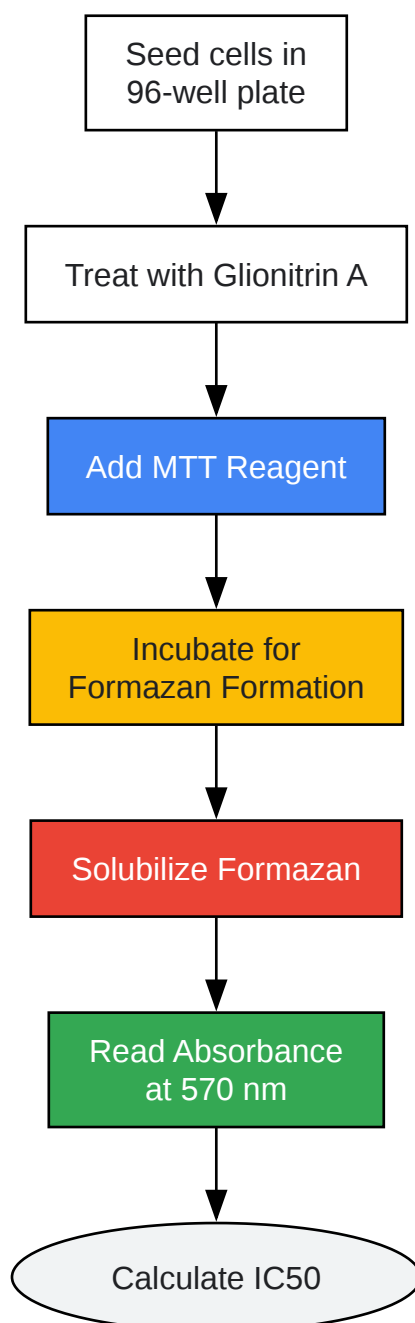 Seed cells in
96-well plate
Treat with Glionitrin A
Add MTT Reagent
Incubate for
Formazan Formation
Solubilize Formazan
Read Absorbance
at 570 nm
Calculate IC50